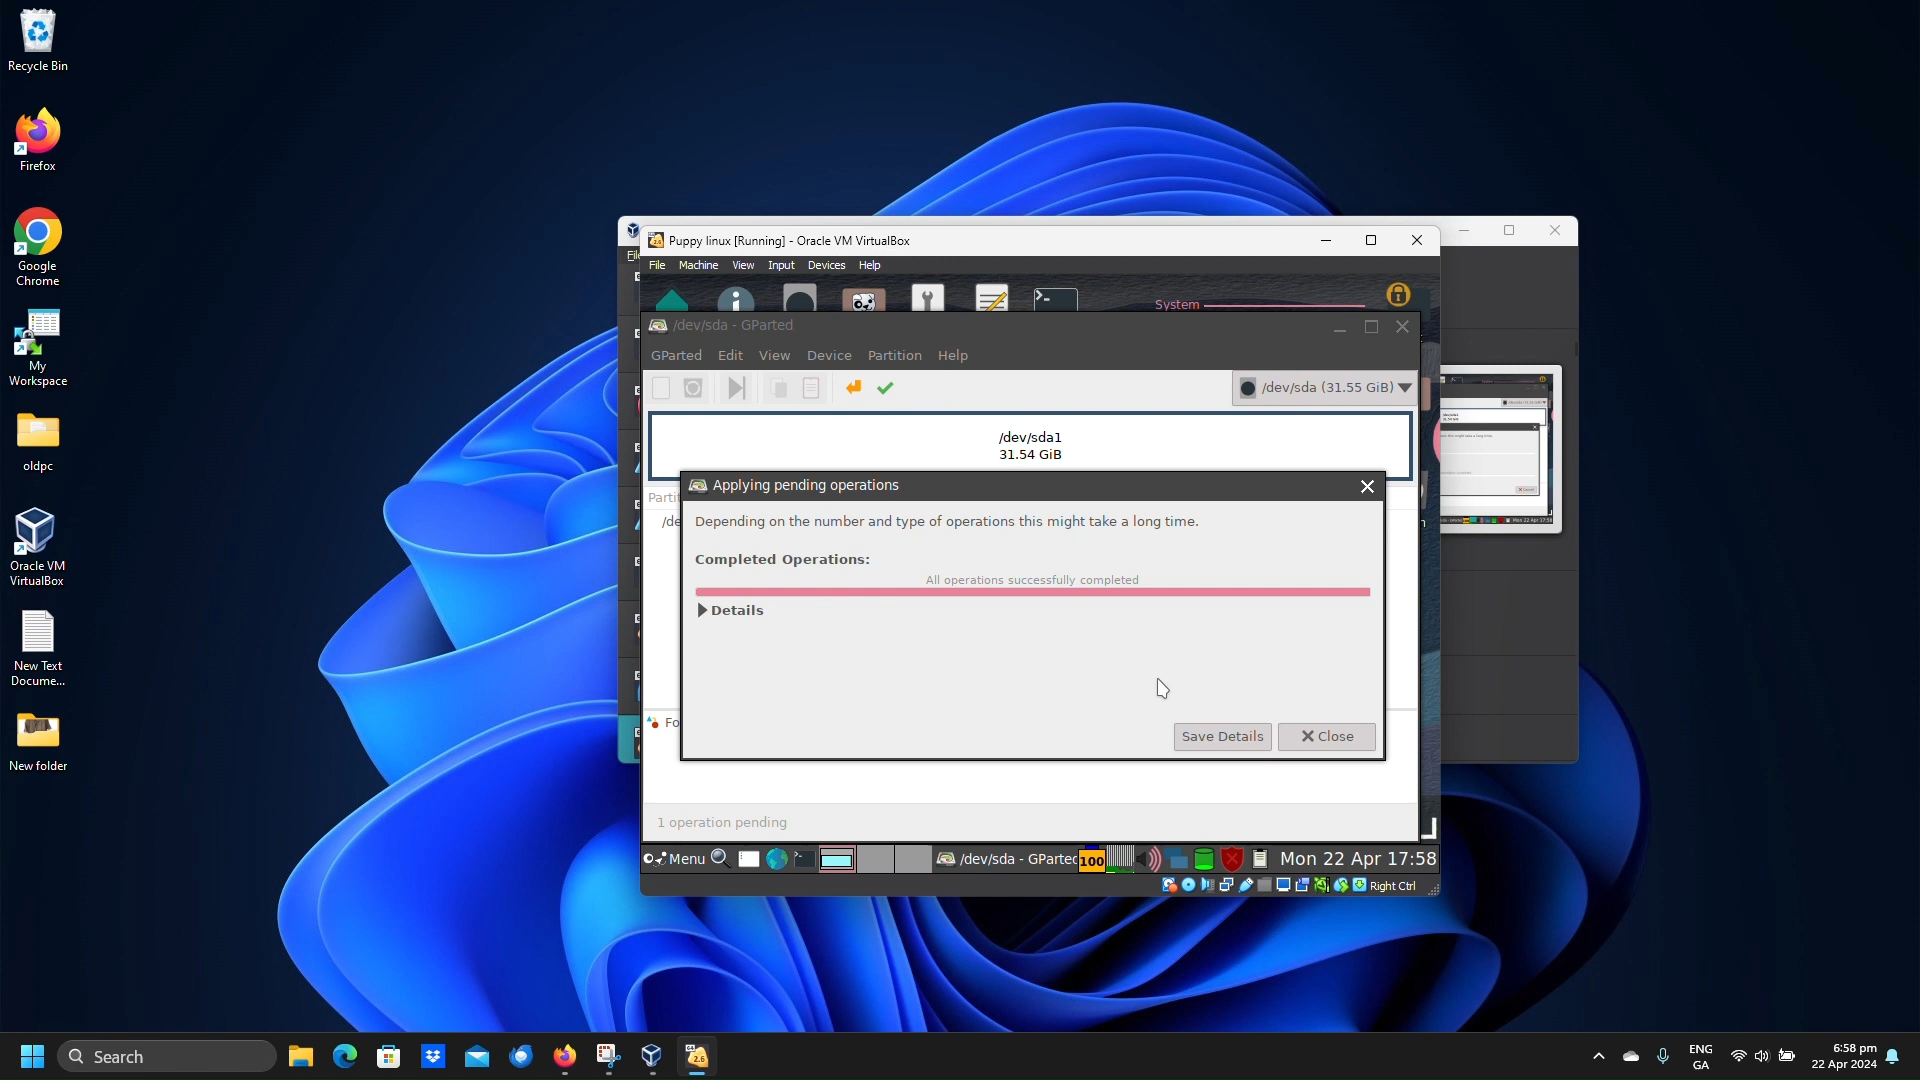 Recycle Bin
Firefox
Google
Chrome
My
Workspace
oldpc
Oracle VM
VirtualBox
New Text
Docume...
New folder
Puppy linux [Running] - Oracle VM VirtualBox
File Machine View Input Devices Help
System
/dev/sda - GParted
GParted Edit View Device Partition Help
/dev/sda (31.55 GiB)
/dev/sda1
31.54 GiB
Applying pending operations
Depending on the number and type of operations this might take a long time.
Completed Operations:
All operations successfully completed
Details
Save Details
Close
1 operation pending
Menu
/dev/sda - GParted
100
Mon 22 Apr 17:58
Right Ctrl
Search
2.6
ENG
GA
6:58 pm
22 Apr 2024